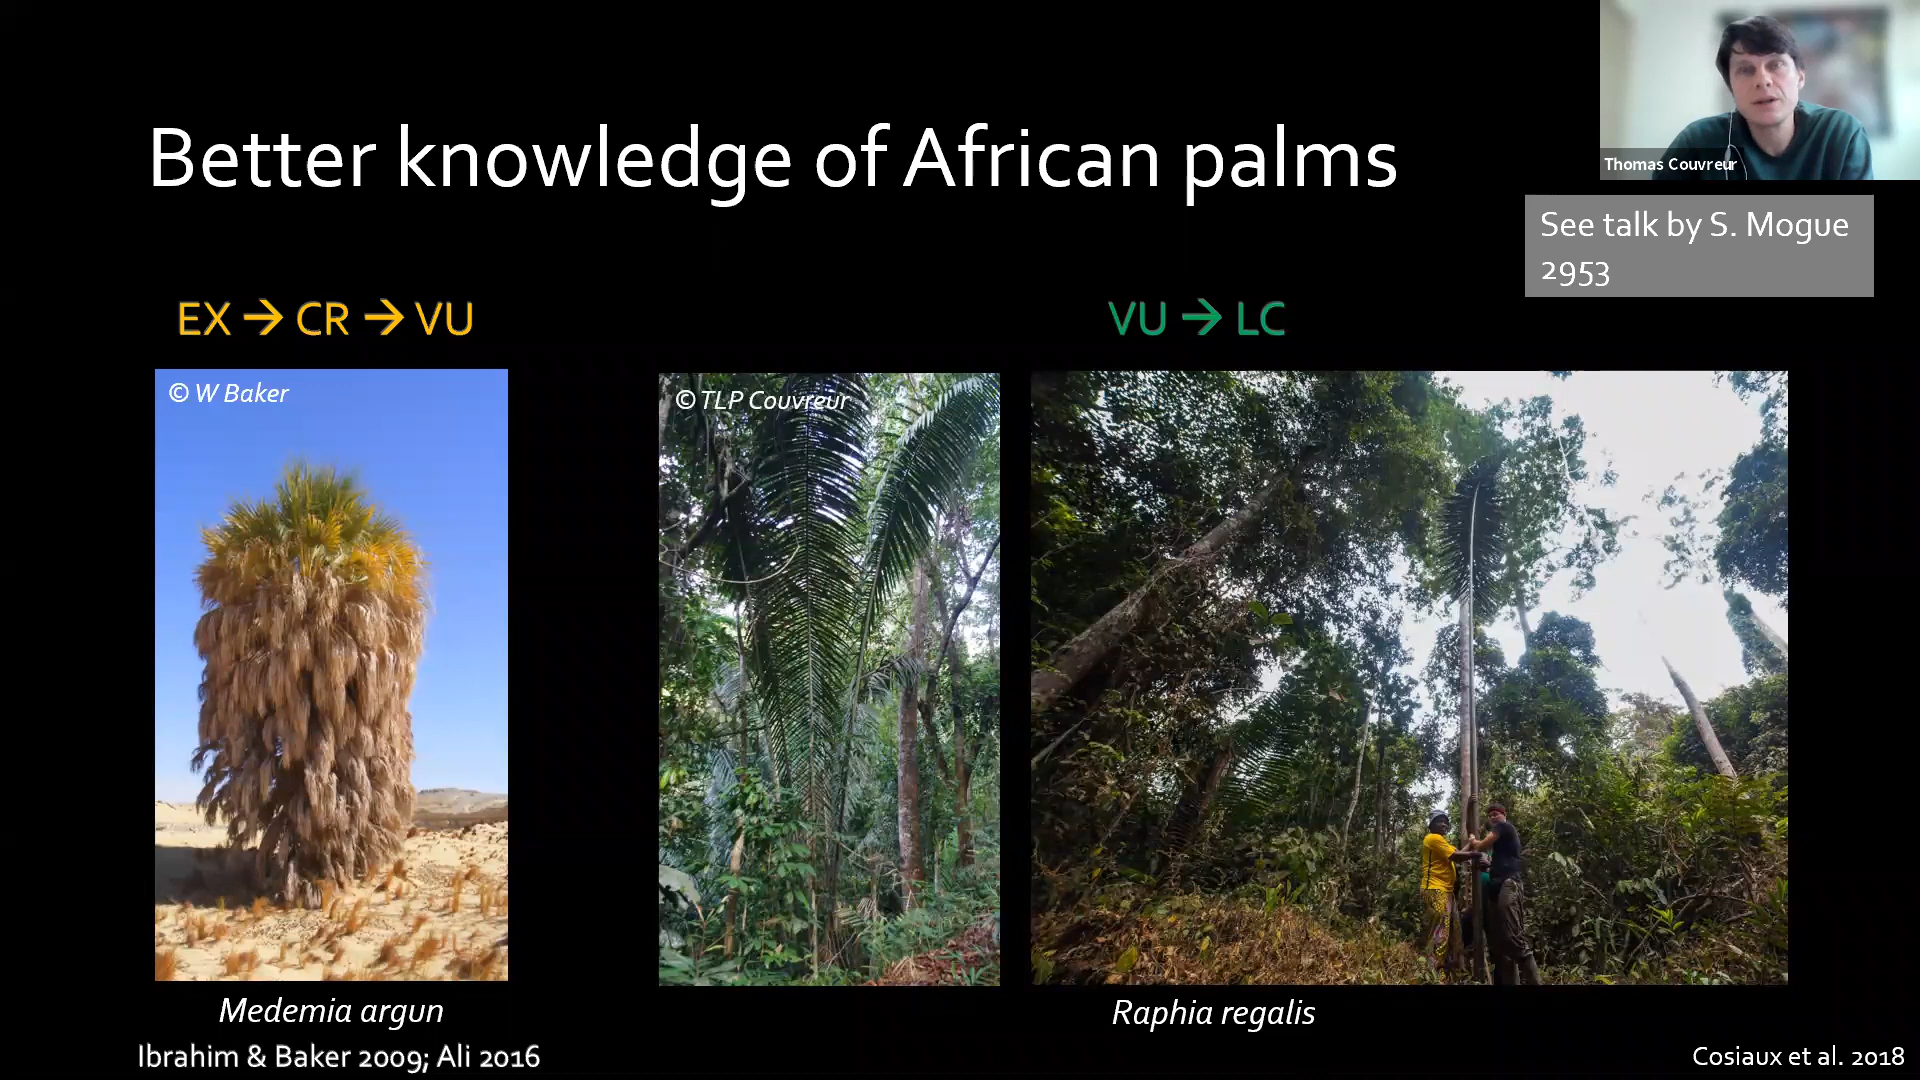 Better knowledge of African palms
Thomas Couvreur
See talk by S. Mogue
2953
EX → CR → VU
VU → LC
© W Baker
© TLP Couvreur
Medemia argun
Ibrahim & Baker 2009; Ali 2016
Raphia regalis
Cosiaux et al. 2018